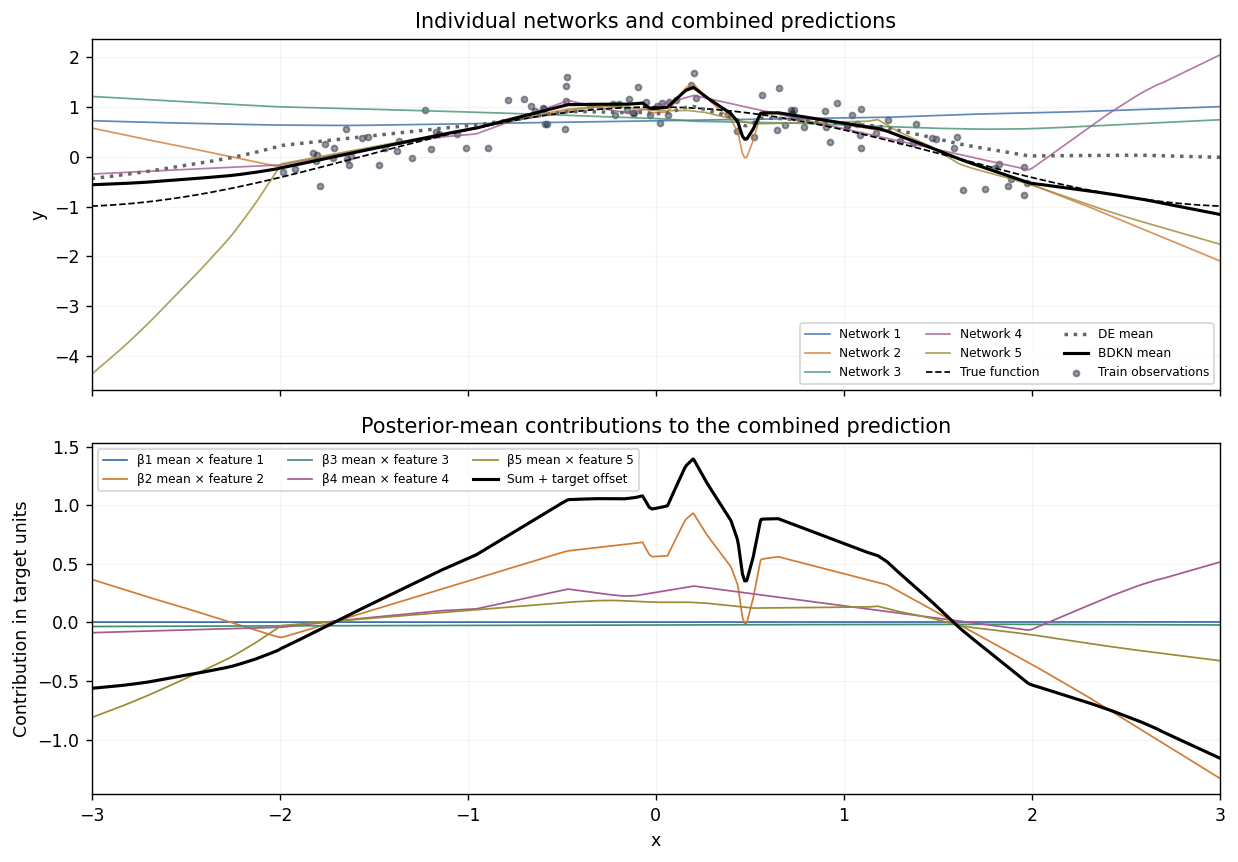 Individual networks and combined predictions
2
1
0
−1
−2
−3
−4
y
Network 1
Network 2
Network 3
Network 4
Network 5
True function
DE mean
BDKN mean
Train observations
Posterior-mean contributions to the combined prediction
1.5
1.0
0.5
0.0
−0.5
−1.0
Contribution in target units
β1 mean × feature 1
β2 mean × feature 2
β3 mean × feature 3
β4 mean × feature 4
β5 mean × feature 5
Sum + target offset
−3
−2
−1
0
1
2
3
x